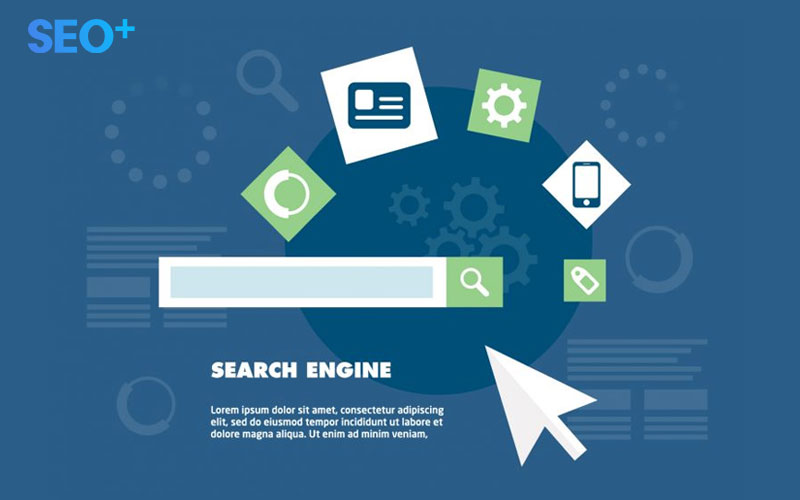 SEO+
SEARCH ENGINE
Lorem ipsum dolor sit amet, consectetur adipiscing
elit, sed do eiusmod tempor incididunt ut labore et
dolore magna aliqua. Ut enim ad minim veniam,